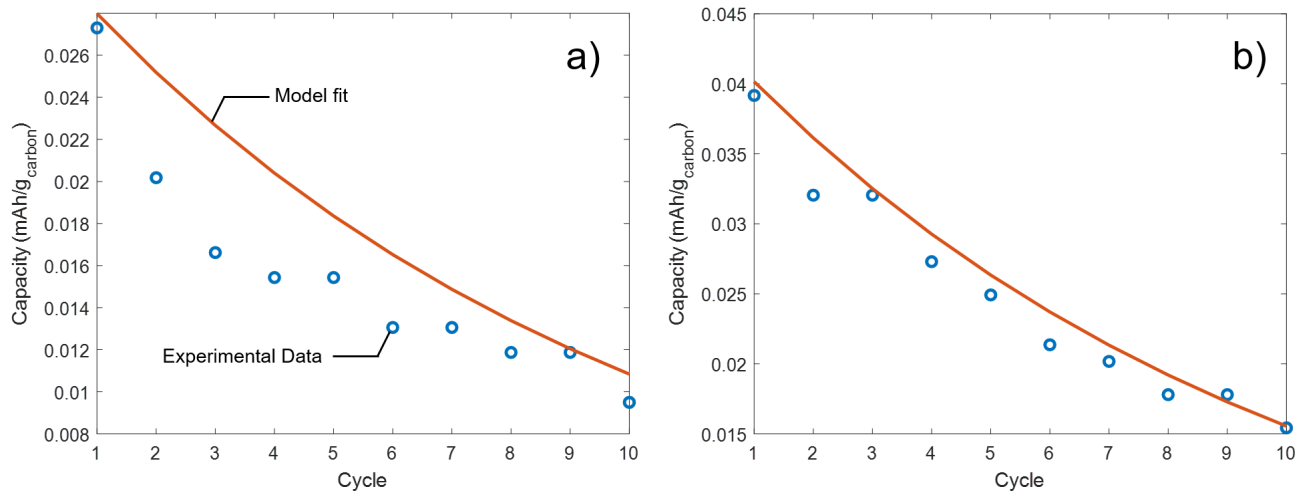 a)
0.026
0.024
0.022
0.02
0.018
0.016
0.014
0.012
0.01
0.008
Capacity (mAh/g_carbon)
Model fit
Experimental Data
1 2 3 4 5 6 7 8 9 10
Cycle
b)
0.045
0.04
0.035
0.03
0.025
0.02
0.015
Capacity (mAh/g_carbon)
1 2 3 4 5 6 7 8 9 10
Cycle